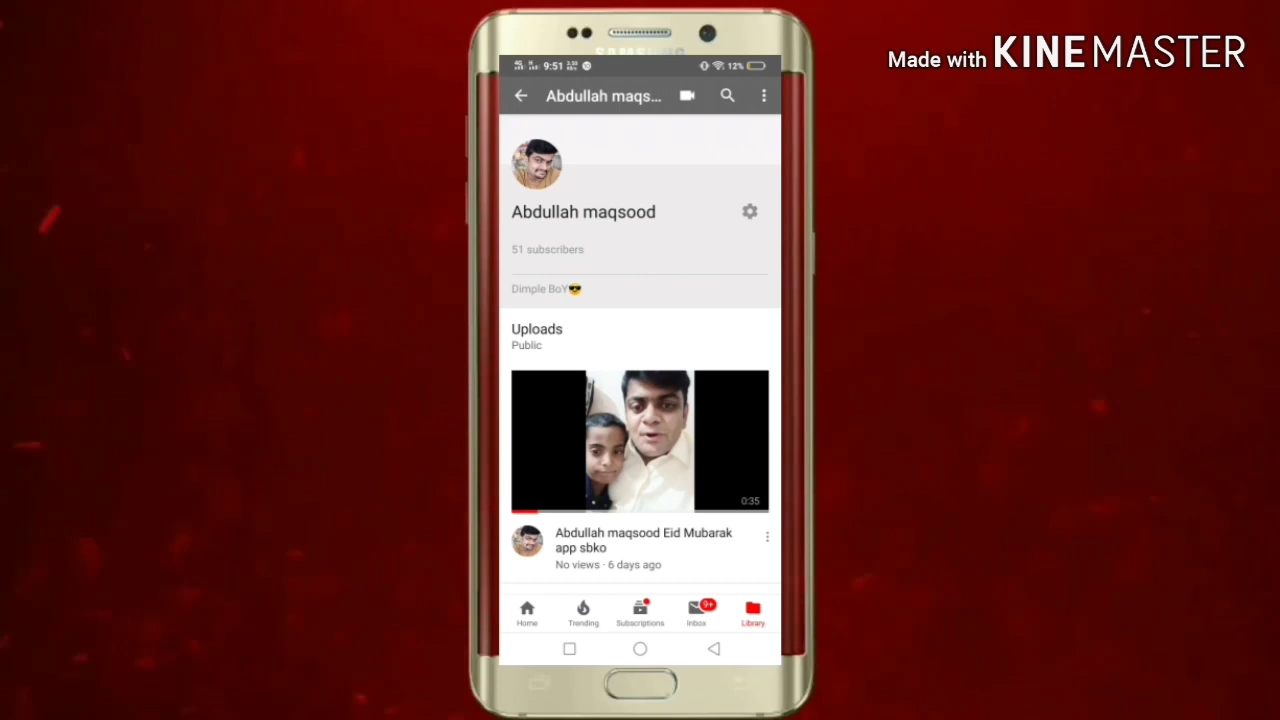 Made with KINEMASTER
SAMSUNG
9:51
12%
Abdullah maqs...
Abdullah maqsood
51 subscribers
Dimple BoY😎
Uploads
Public
0:35
Abdullah maqsood Eid Mubarak
app sbko
No views · 6 days ago
9+
Home Trending Subscriptions Inbox Library